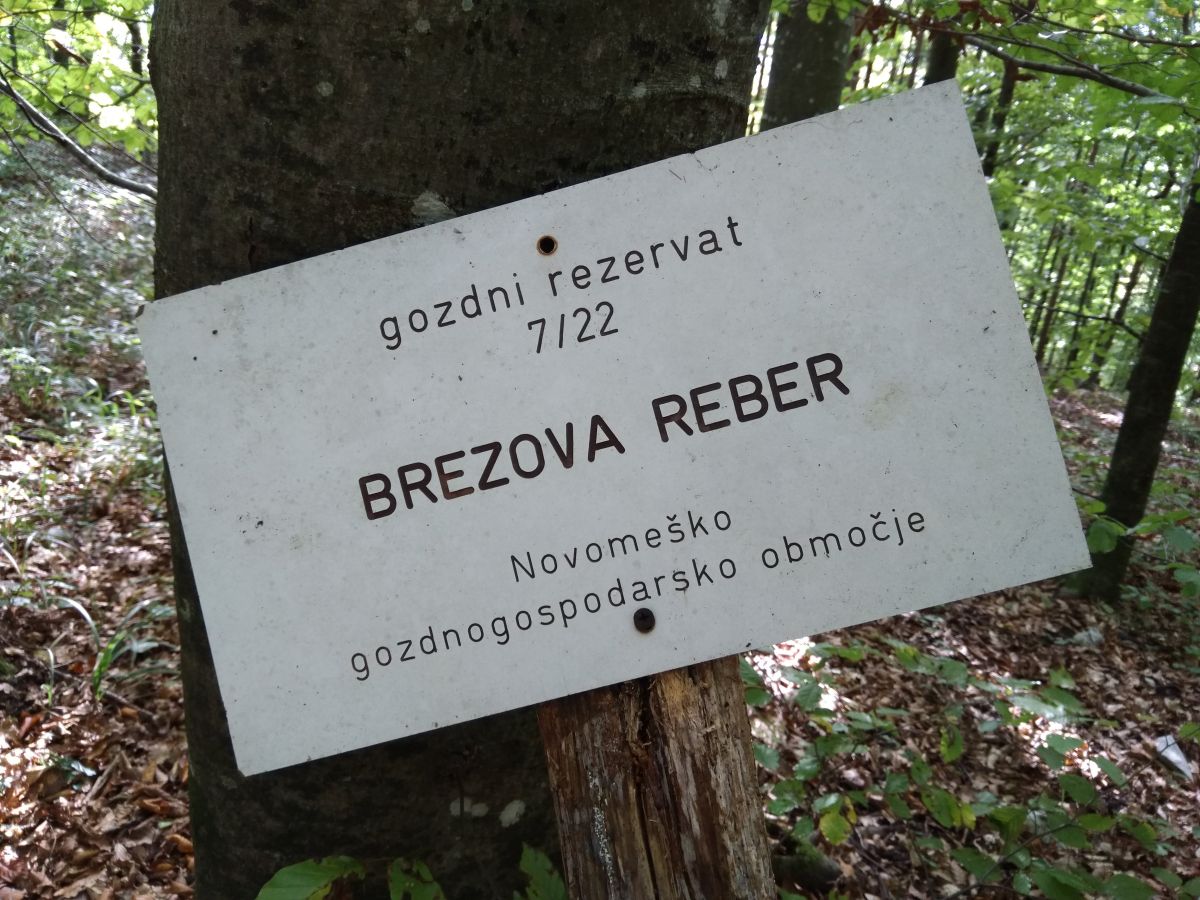 gozdni rezervat
7/22
BREZOVA REBER
Novomeško
gozdnogospodarsko območje